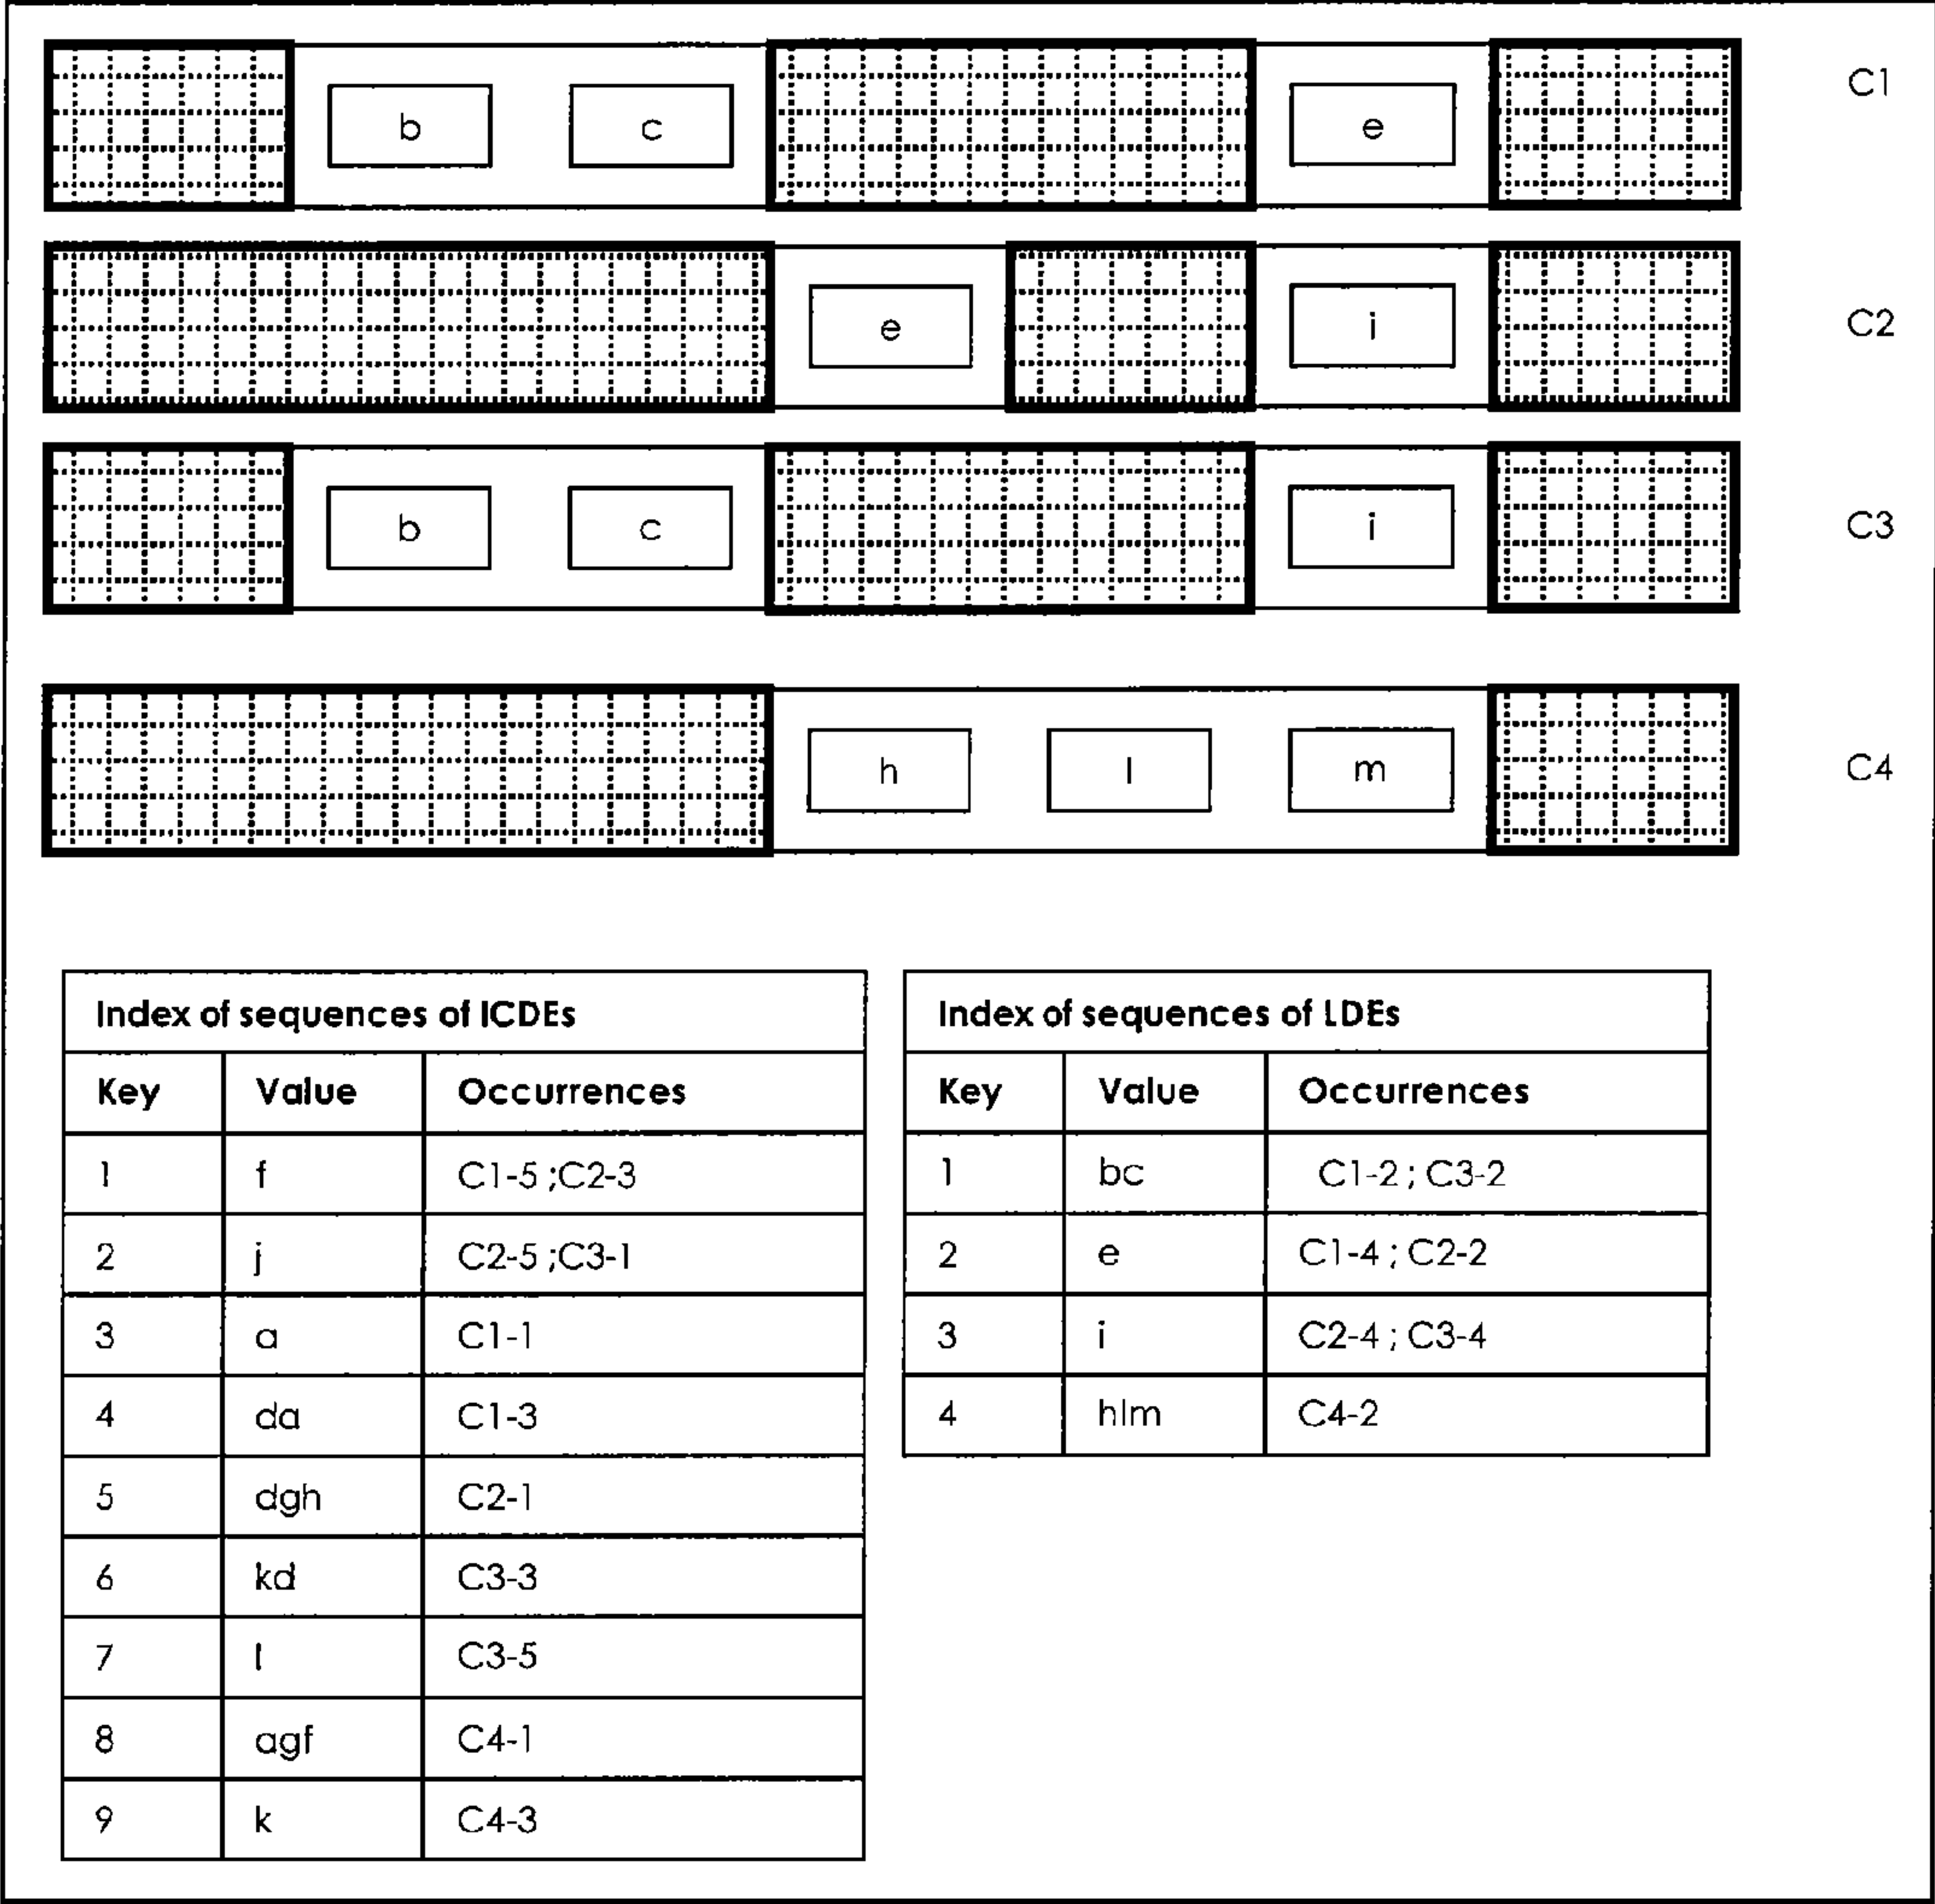 b c e C1
e i C2
b c i C3
h l m C4
Index of sequences of ICDEs
Key Value Occurrences
1 f C1-5 ;C2-3
2 j C2-5 ;C3-1
3 a C1-1
4 da C1-3
5 dgh C2-1
6 kd C3-3
7 l C3-5
8 agf C4-1
9 k C4-3
Index of sequences of LDEs
Key Value Occurrences
1 bc C1-2 ; C3-2
2 e C1-4 ; C2-2
3 i C2-4 ; C3-4
4 hlm C4-2